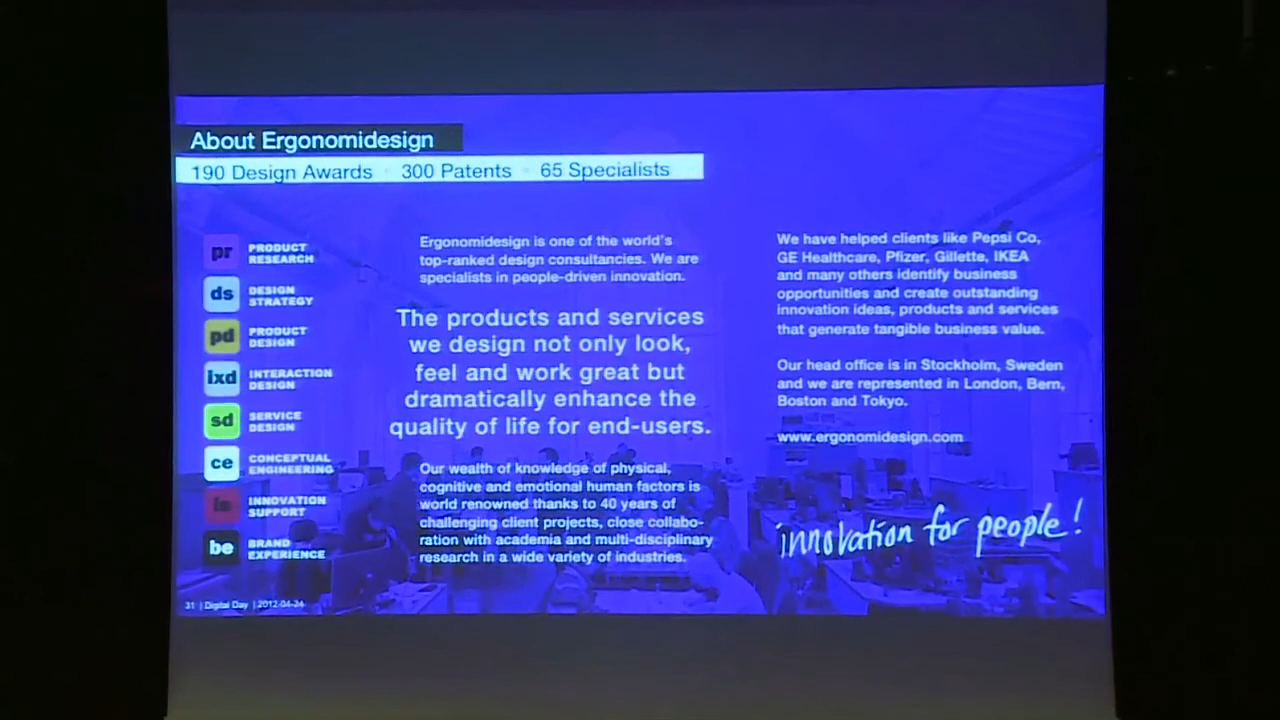 About Ergonomidesign
190 Design Awards · 300 Patents · 65 Specialists
pr PRODUCT
RESEARCH
ds DESIGN
STRATEGY
pd PRODUCT
DESIGN
ixd INTERACTION
DESIGN
sd SERVICE
DESIGN
ce CONCEPTUAL
ENGINEERING
is INNOVATION
SUPPORT
be BRAND
EXPERIENCE
Ergonomidesign is one of the world's
top-ranked design consultancies. We are
specialists in people-driven innovation.
The products and services
we design not only look,
feel and work great but
dramatically enhance the
quality of life for end-users.
Our wealth of knowledge of physical,
cognitive and emotional human factors is
world renowned thanks to 40 years of
challenging client projects, close collabo-
ration with academia and multi-disciplinary
research in a wide variety of industries.
We have helped clients like Pepsi Co,
GE Healthcare, Pfizer, Gillette, IKEA
and many others identify business
opportunities and create outstanding
innovation ideas, products and services
that generate tangible business value.
Our head office is in Stockholm, Sweden
and we are represented in London, Bern,
Boston and Tokyo.
www.ergonomidesign.com
innovation for people!
31 | Digital Day | 2012-04-24